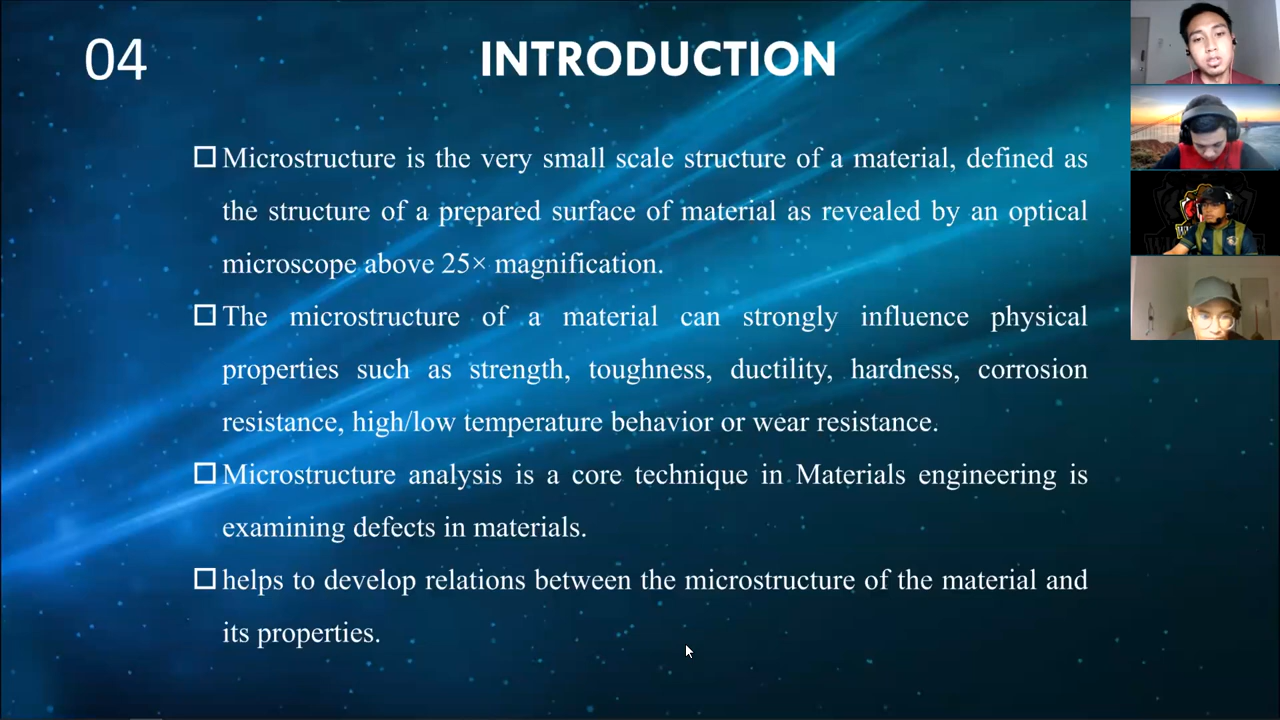 04
INTRODUCTION
Microstructure is the very small scale structure of a material, defined as
the structure of a prepared surface of material as revealed by an optical
microscope above 25× magnification.
The microstructure of a material can strongly influence physical
properties such as strength, toughness, ductility, hardness, corrosion
resistance, high/low temperature behavior or wear resistance.
Microstructure analysis is a core technique in Materials engineering is
examining defects in materials.
helps to develop relations between the microstructure of the material and
its properties.